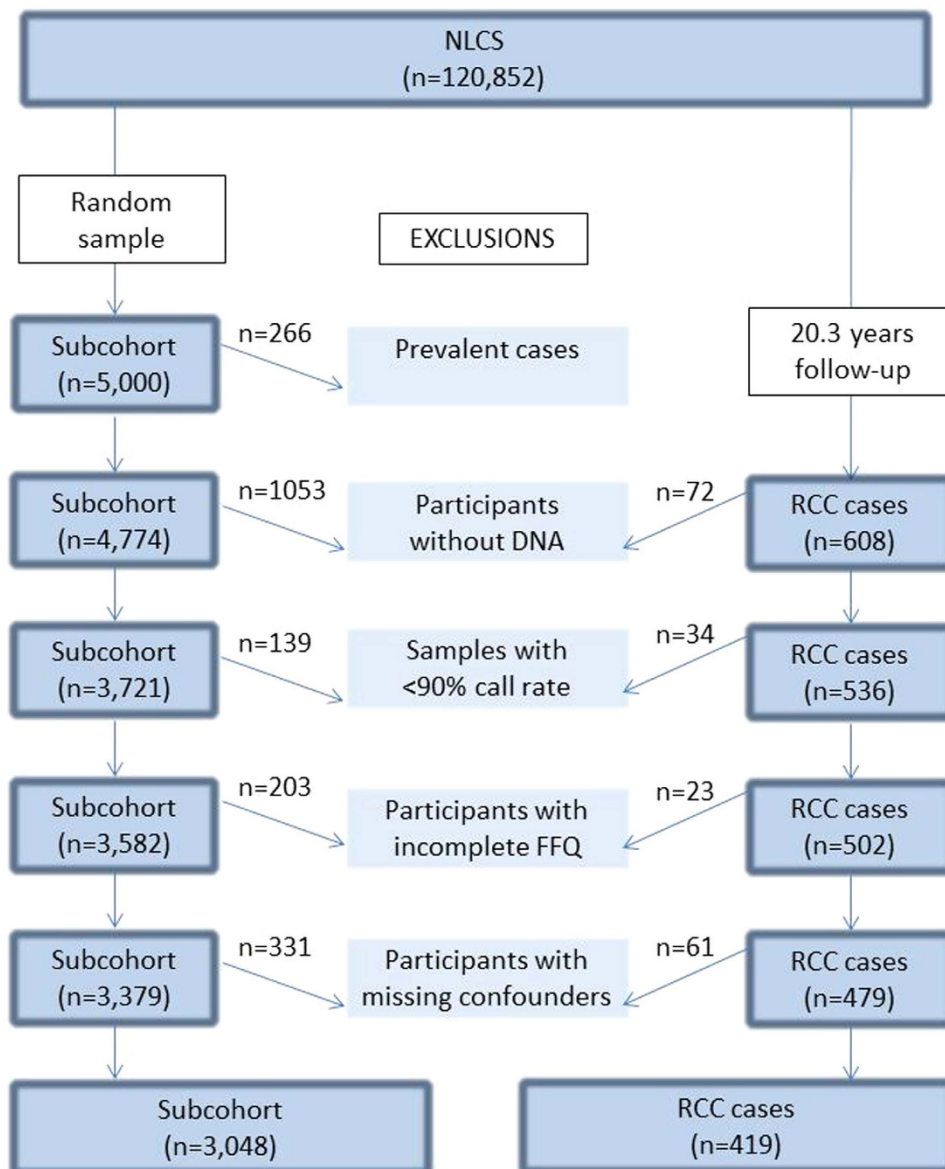 NLCS
(n=120,852)
Random
sample
EXCLUSIONS
20.3 years
follow-up
Subcohort
(n=5,000)
n=266
Prevalent cases
Subcohort
(n=4,774)
n=1053
Participants
without DNA
n=72
RCC cases
(n=608)
Subcohort
(n=3,721)
n=139
Samples with
<90% call rate
n=34
RCC cases
(n=536)
Subcohort
(n=3,582)
n=203
Participants with
incomplete FFQ
n=23
RCC cases
(n=502)
Subcohort
(n=3,379)
n=331
Participants with
missing confounders
n=61
RCC cases
(n=479)
Subcohort
(n=3,048)
RCC cases
(n=419)